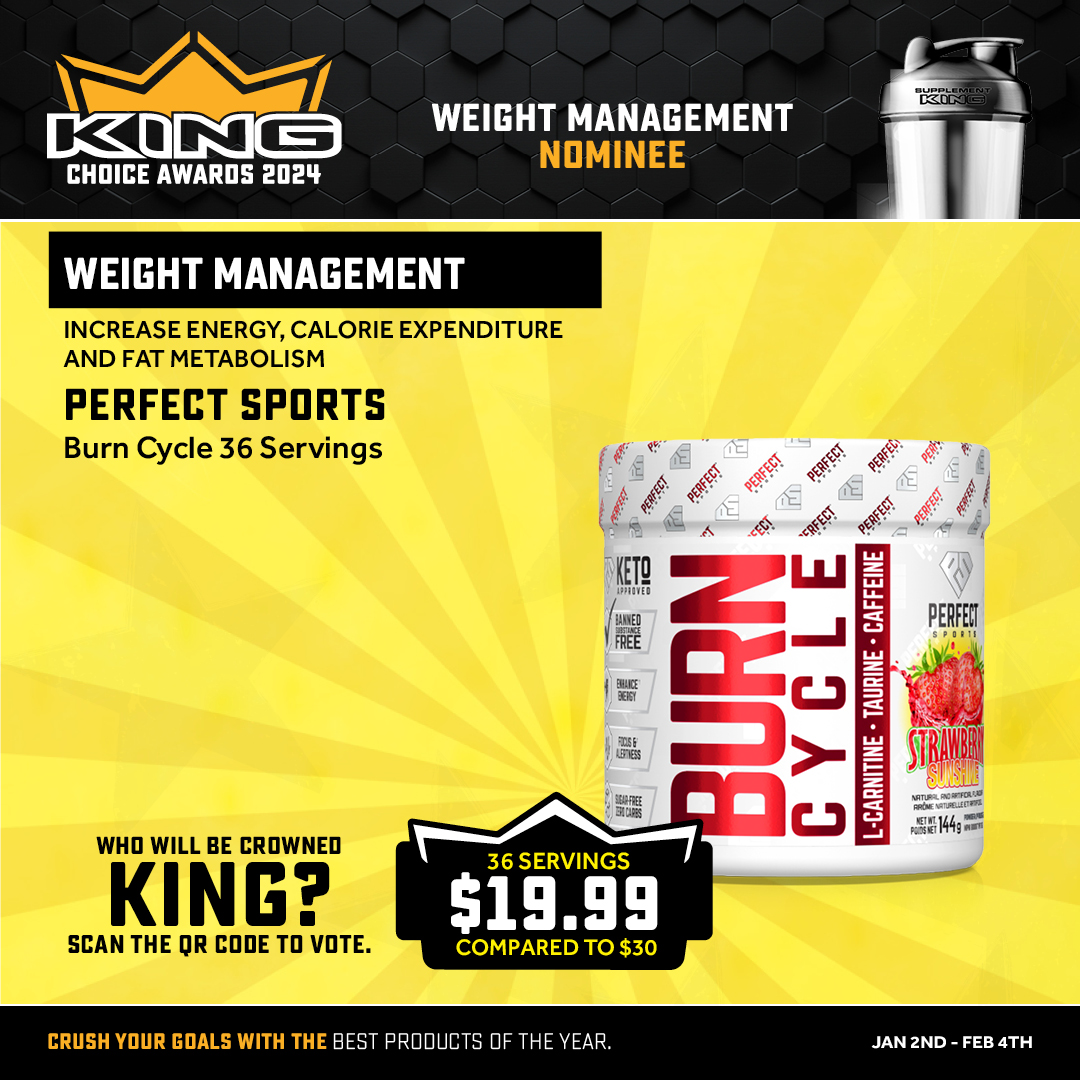 KING
CHOICE AWARDS 2024
WEIGHT MANAGEMENT
NOMINEE
SUPPLEMENT
KING
WEIGHT MANAGEMENT
INCREASE ENERGY, CALORIE EXPENDITURE
AND FAT METABOLISM
PERFECT SPORTS
Burn Cycle 36 Servings
PERFECT
PERFECT
PERFECT
PERFECT
PERFECT
KETO
APPROVED
BANNED
SUBSTANCE
FREE
ENHANCE
ENERGY
FOCUS &
ALERTNESS
SUGAR-FREE
ZERO CARBS
BURN
CYCLE
L-CARNITINE • TAURINE • CAFFEINE
PERFECT
SPORTS
STRAWBERRY
SUNSHINE
NATURAL AND ARTIFICIAL FLAVOR
NET WT.
POIDS NET 144g
WHO WILL BE CROWNED
KING?
SCAN THE QR CODE TO VOTE.
36 SERVINGS
$19.99
COMPARED TO $30
CRUSH YOUR GOALS WITH THE BEST PRODUCTS OF THE YEAR.
JAN 2ND - FEB 4TH